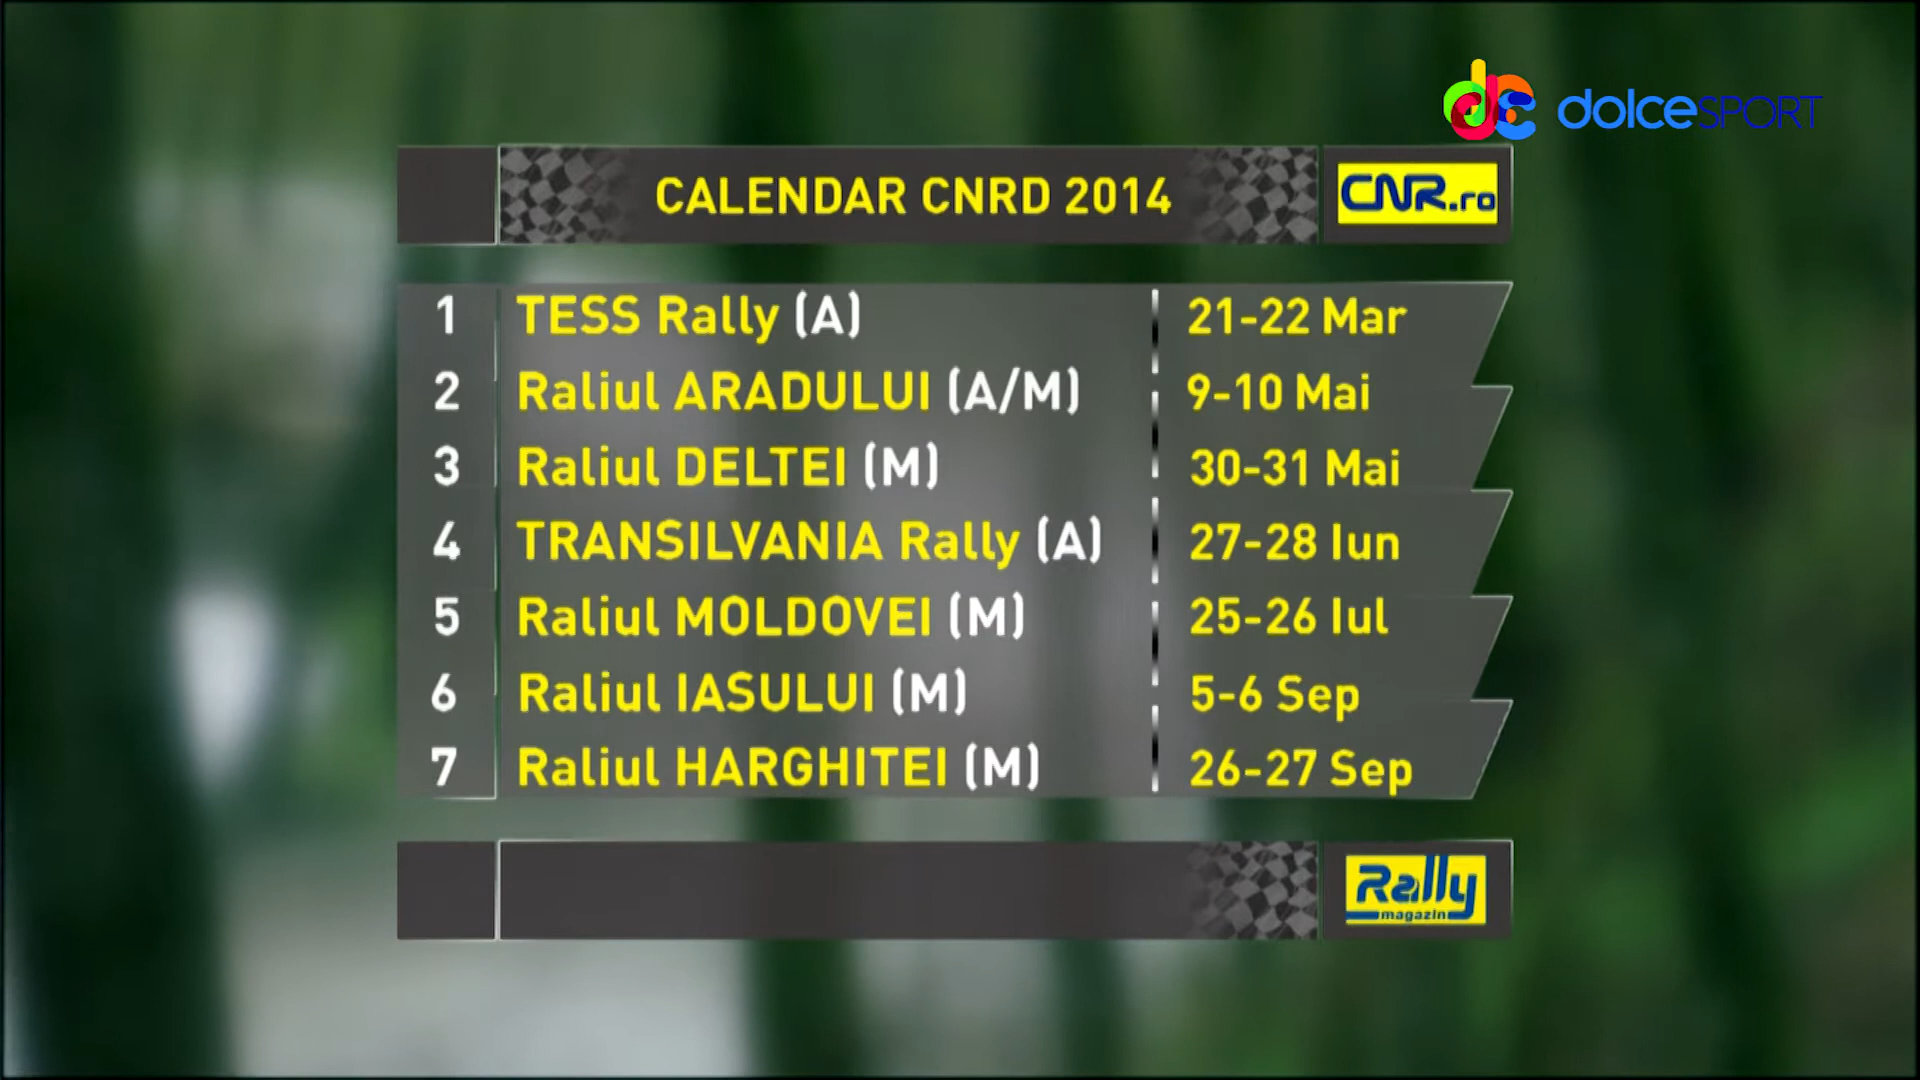 dolce SPORT
CALENDAR CNRD 2014
CNR.ro
1 TESS Rally (A) 21-22 Mar
2 Raliul ARADULUI (A/M) 9-10 Mai
3 Raliul DELTEI (M) 30-31 Mai
4 TRANSILVANIA Rally (A) 27-28 Iun
5 Raliul MOLDOVEI (M) 25-26 Iul
6 Raliul IASULUI (M) 5-6 Sep
7 Raliul HARGHITEI (M) 26-27 Sep
Rally
magazin